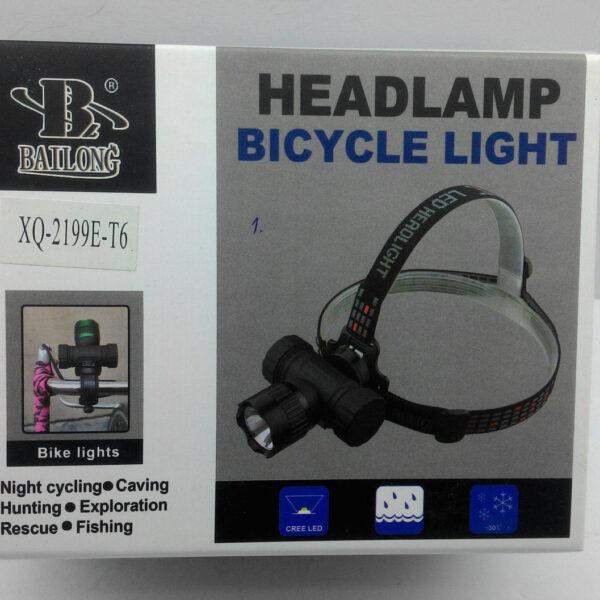 B®
BAILONG
XQ-2199E-T6
HEADLAMP
BICYCLE LIGHT
1.
LED HEADLIGHT
Bike lights
Night cycling● Caving
Hunting ● Exploration
Rescue ● Fishing
CREE LED
-30℃